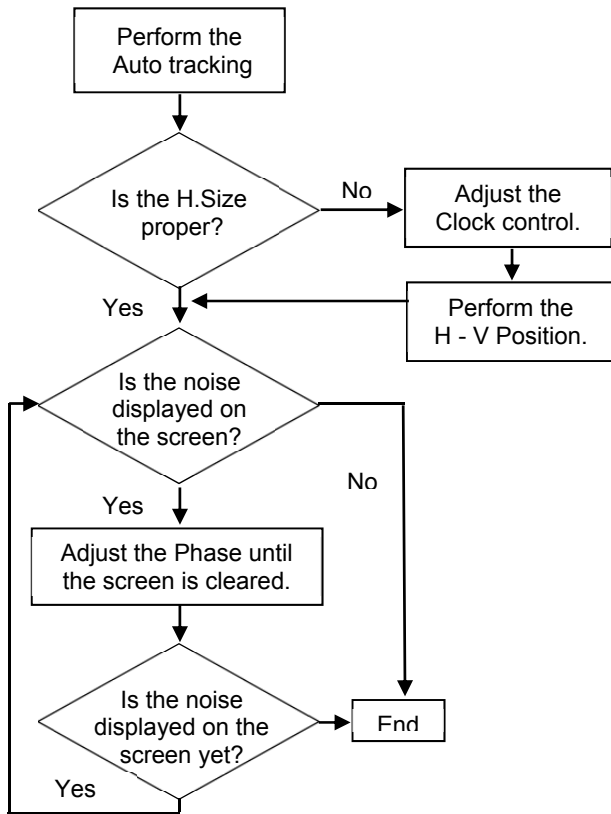 Perform the
Auto tracking
Is the H.Size
proper?
No
Adjust the
Clock control.
Yes
Perform the
H - V Position.
Is the noise
displayed on
the screen?
No
Yes
Adjust the Phase until
the screen is cleared.
Is the noise
displayed on the
screen yet?
End
Yes